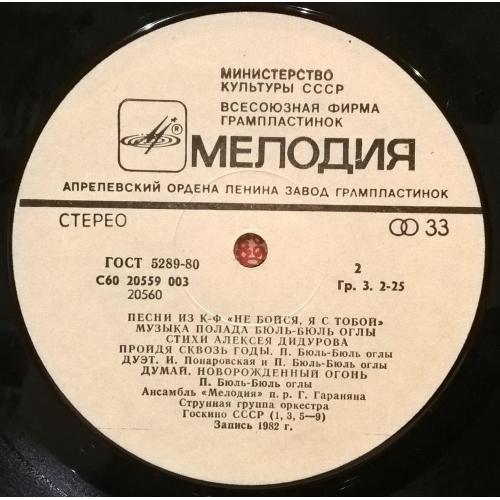 МИНИСТЕРСТВО
КУЛЬТУРЫ СССР
ВСЕСОЮЗНАЯ ФИРМА
ГРАМПЛАСТИНОК
®
МЕЛОДИЯ
АПРЕЛЕВСКИЙ ОРДЕНА ЛЕНИНА ЗАВОД ГРАМПЛАСТИНОК
СТЕРЕО 33
ГОСТ 5289-80 2
С60 20559 003 Гр. 3. 2-25
20560
ПЕСНИ ИЗ К-Ф «НЕ БОЙСЯ, Я С ТОБОЙ»
МУЗЫКА ПОЛАДА БЮЛЬ-БЮЛЬ ОГЛЫ
СТИХИ АЛЕКСЕЯ ДИДУРОВА
ПРОЙДЯ СКВОЗЬ ГОДЫ. П. Бюль-Бюль оглы
ДУЭТ. И. Понаровская и П. Бюль-Бюль оглы
ДУМАЙ. НОВОРОЖДЕННЫЙ ОГОНЬ
П. Бюль-Бюль оглы
Ансамбль «Мелодия» п. р. Г. Гараняна
Струнная группа оркестра
Госкино СССР (1, 3, 5—9)
Запись 1982 г.